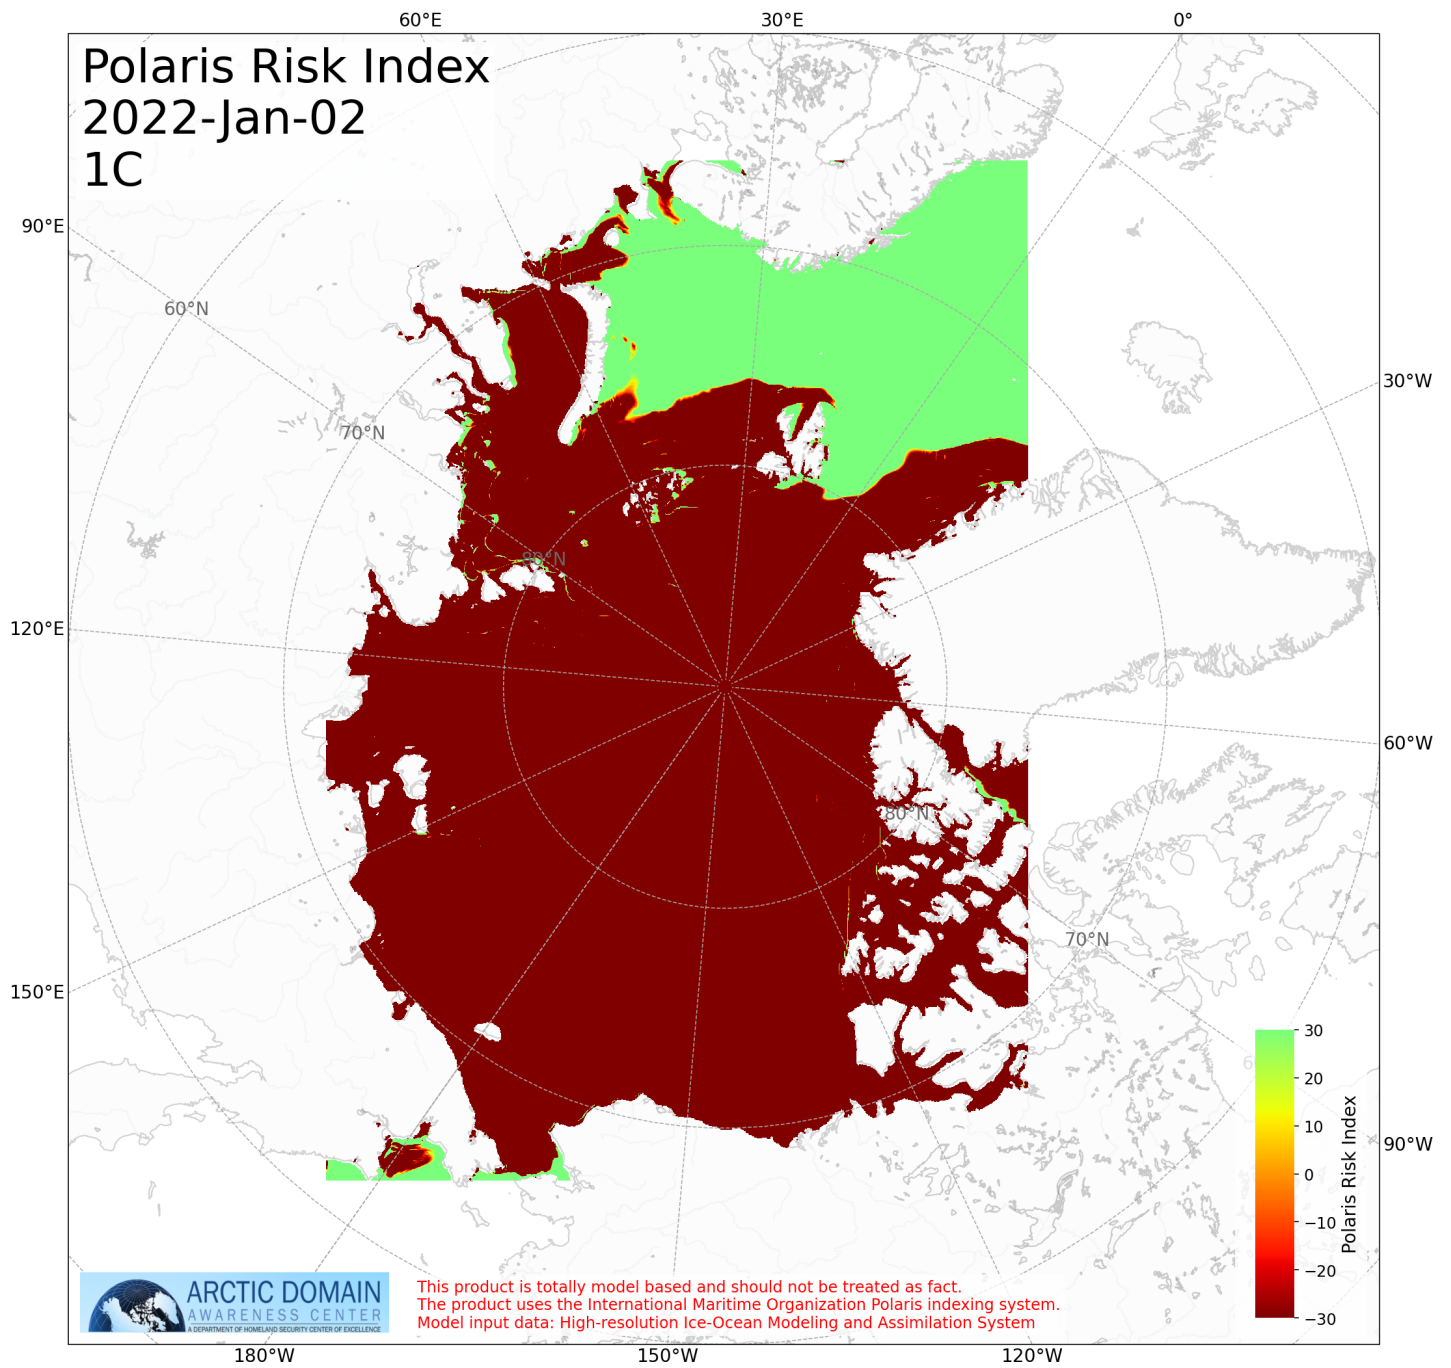 60°E 30°E 0°
Polaris Risk Index
2022-Jan-02
1C
90°E
60°N
30°W
70°N
80°N
120°E
60°W
80°N
70°N
150°E
30
20
10
0
−10
−20
−30
Polaris Risk Index
90°W
ARCTIC DOMAIN
AWARENESS CENTER
A DEPARTMENT OF HOMELAND SECURITY CENTER OF EXCELLENCE
This product is totally model based and should not be treated as fact.
The product uses the International Maritime Organization Polaris indexing system.
Model input data: High-resolution Ice-Ocean Modeling and Assimilation System
180°W 150°W 120°W